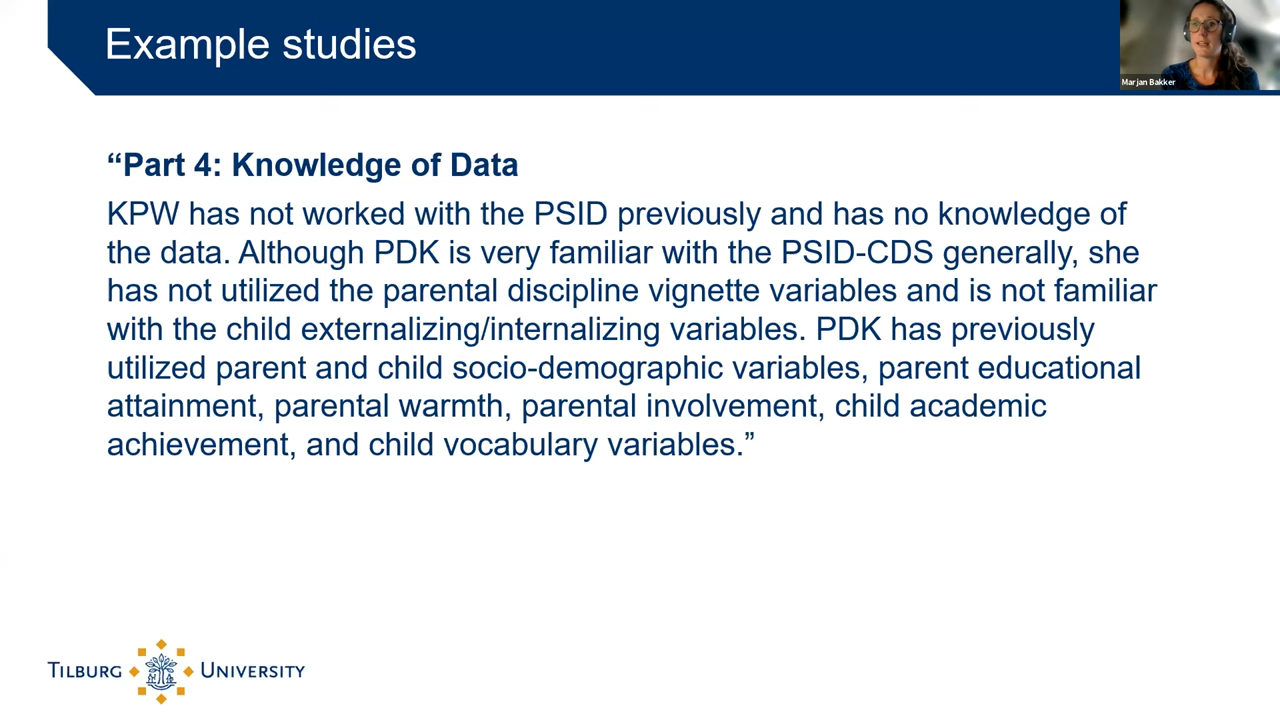 Example studies
Marjan Bakker
“Part 4: Knowledge of Data
KPW has not worked with the PSID previously and has no knowledge of
the data. Although PDK is very familiar with the PSID-CDS generally, she
has not utilized the parental discipline vignette variables and is not familiar
with the child externalizing/internalizing variables. PDK has previously
utilized parent and child socio-demographic variables, parent educational
attainment, parental warmth, parental involvement, child academic
achievement, and child vocabulary variables.”
TILBURG UNIVERSITY